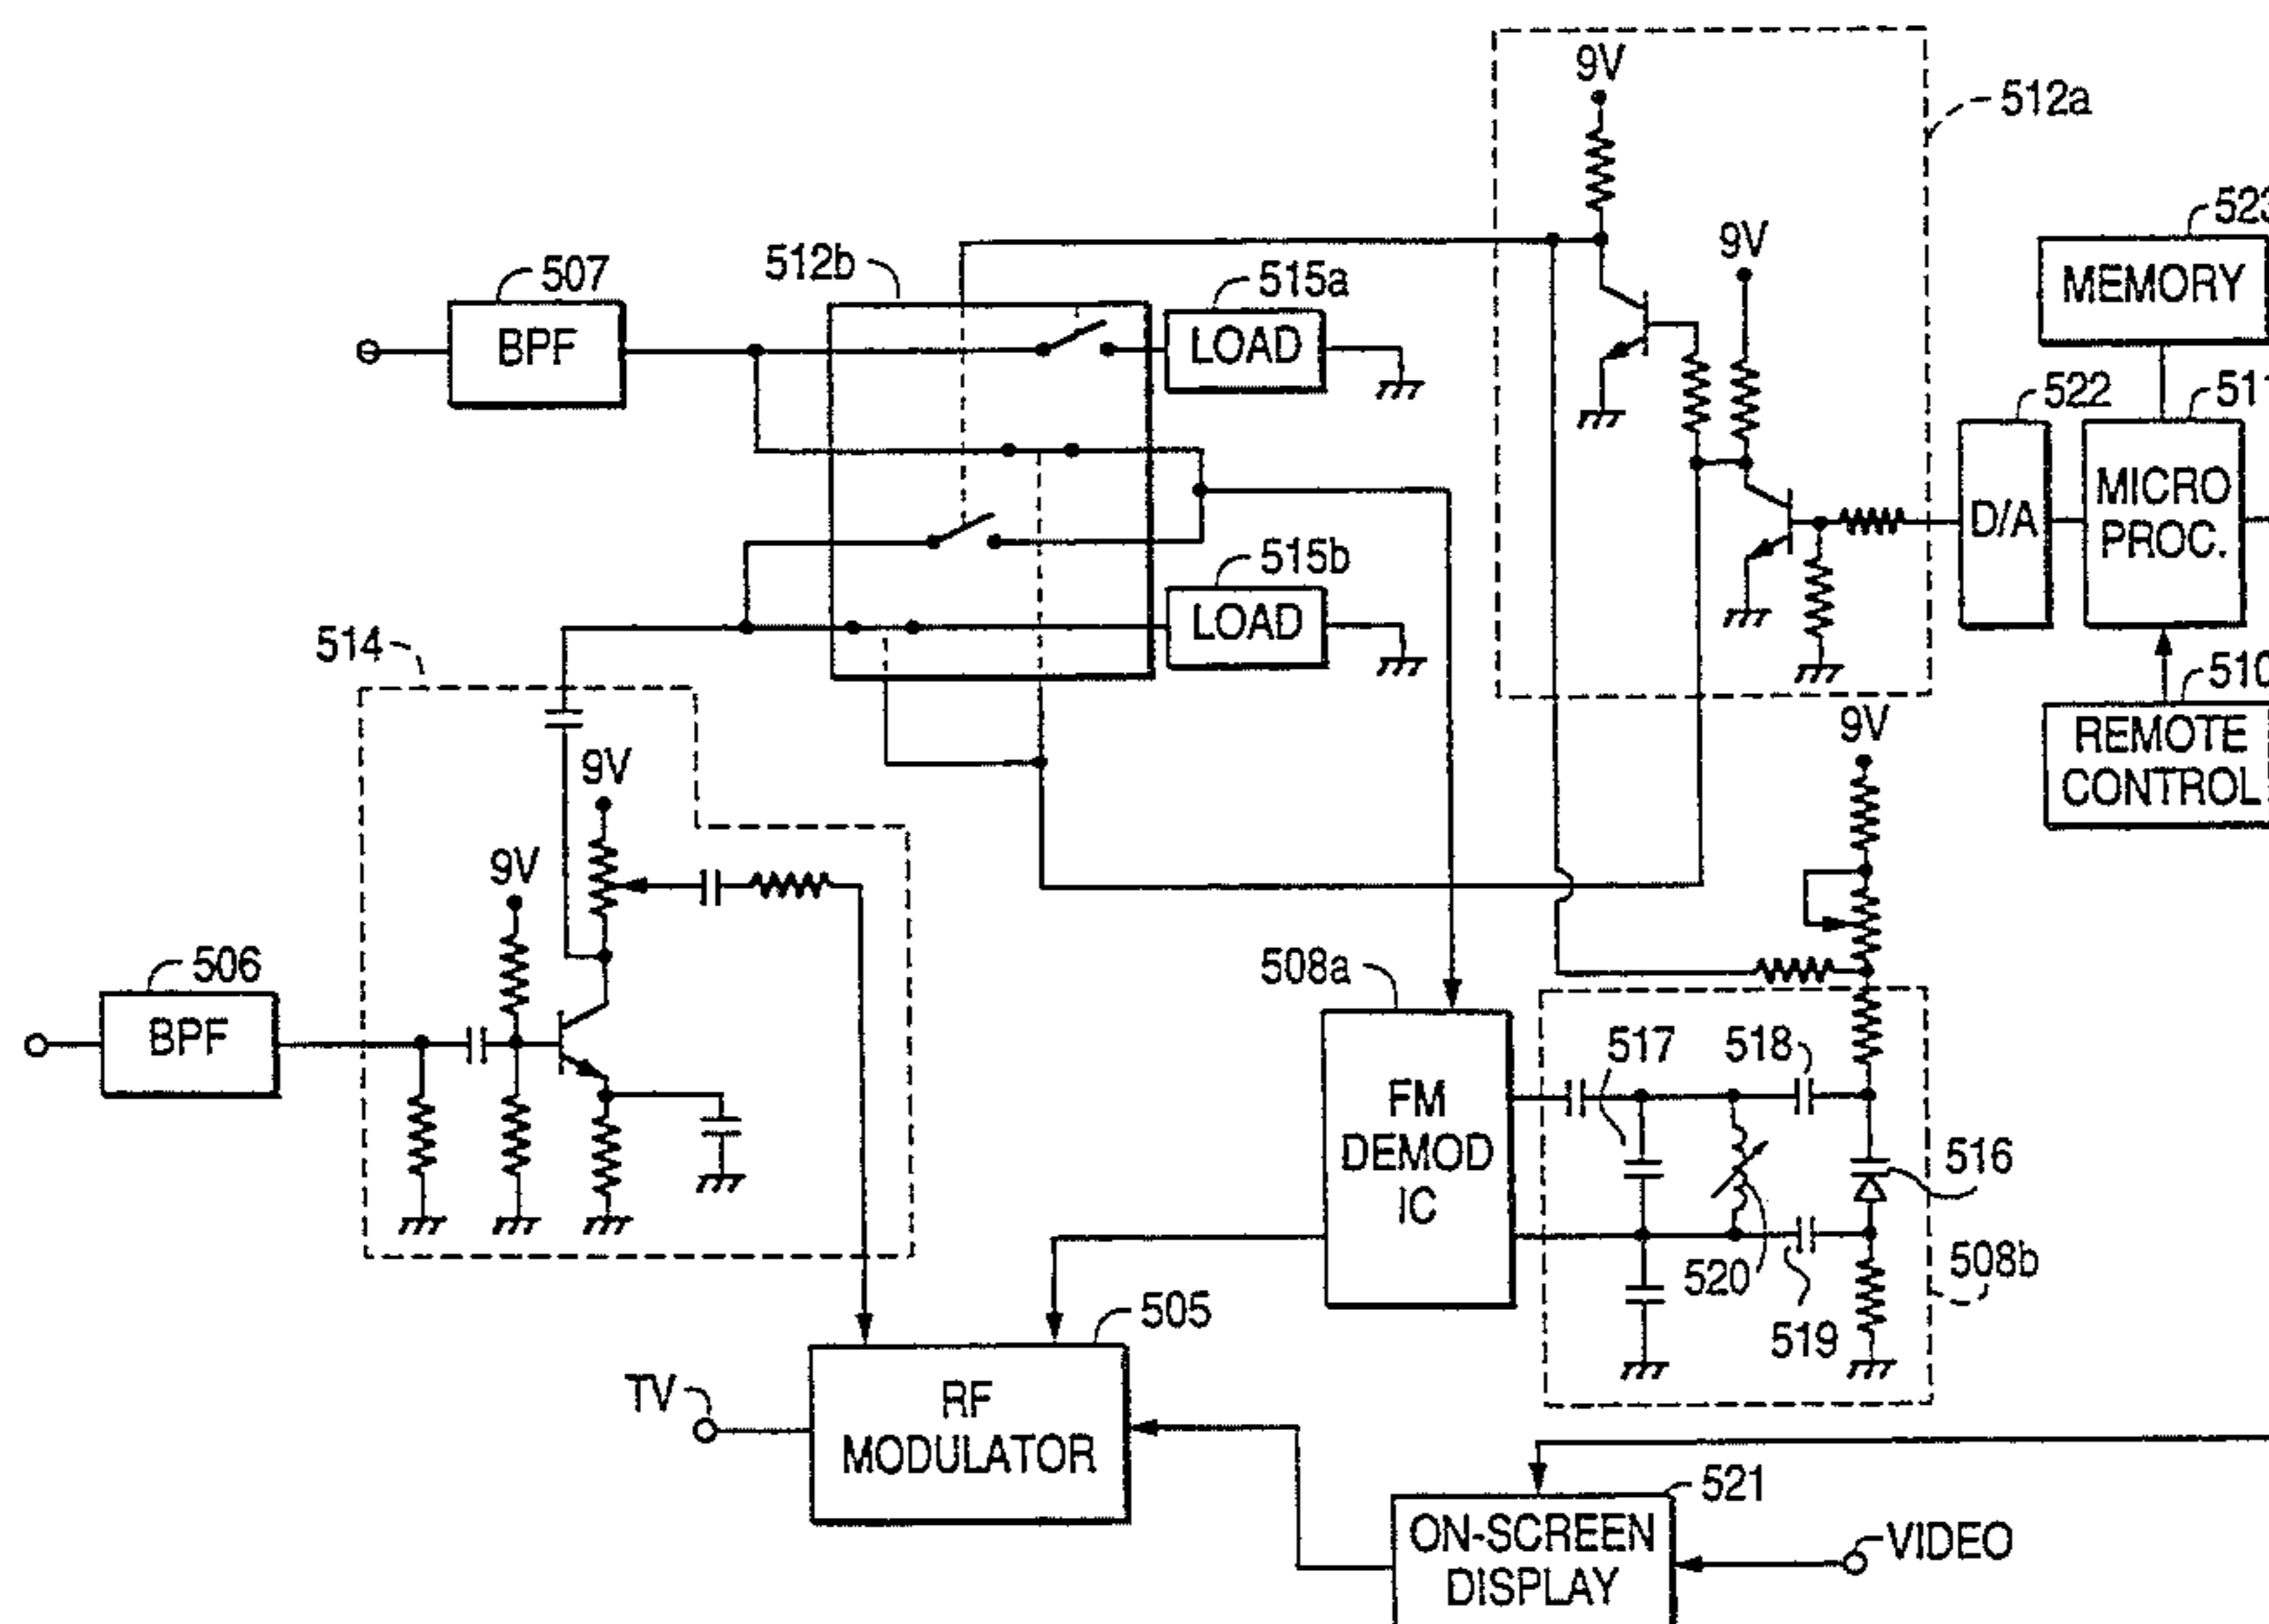 9V
512a
523
9V
512b
507
515a
MEMORY
BPF
LOAD
522
511
MICRO
PROC.
D/A
515b
LOAD
514
510
9V
REMOTE
CONTROL
9V
9V
506
508a
BPF
517
518
FM
DEMOD
IC
516
520
508b
519
505
TV
RF
MODULATOR
521
ON-SCREEN
DISPLAY
VIDEO